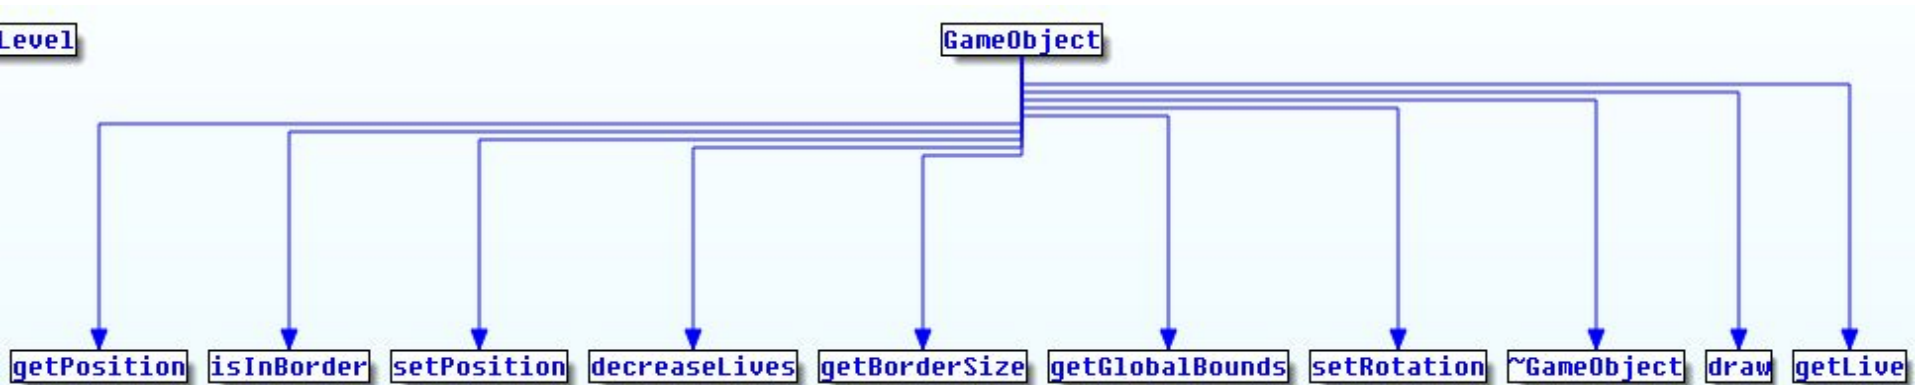 Level
GameObject
getPosition
isInBorder
setPosition
decreaseLives
getBorderSize
getGlobalBounds
setRotation
~GameObject
draw
getLive